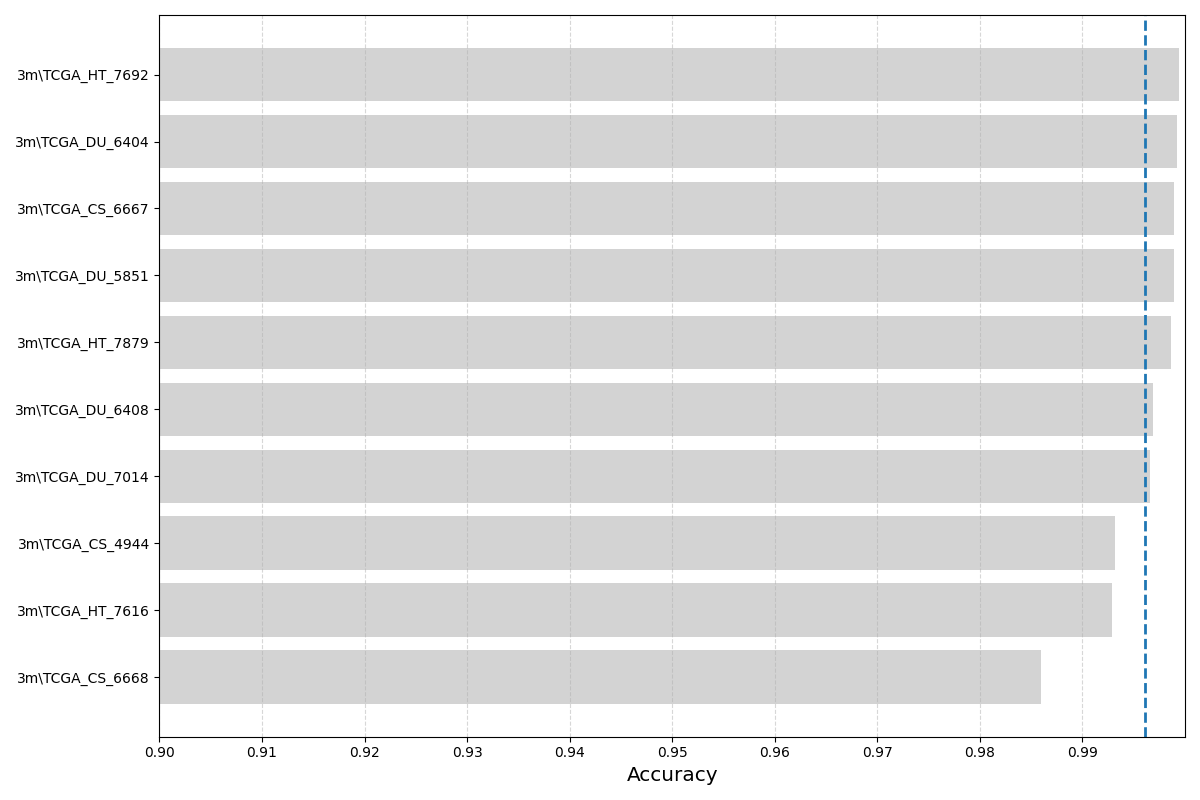 3m\TCGA_HT_7692
3m\TCGA_DU_6404
3m\TCGA_CS_6667
3m\TCGA_DU_5851
3m\TCGA_HT_7879
3m\TCGA_DU_6408
3m\TCGA_DU_7014
3m\TCGA_CS_4944
3m\TCGA_HT_7616
3m\TCGA_CS_6668
0.90 0.91 0.92 0.93 0.94 0.95 0.96 0.97 0.98 0.99
Accuracy